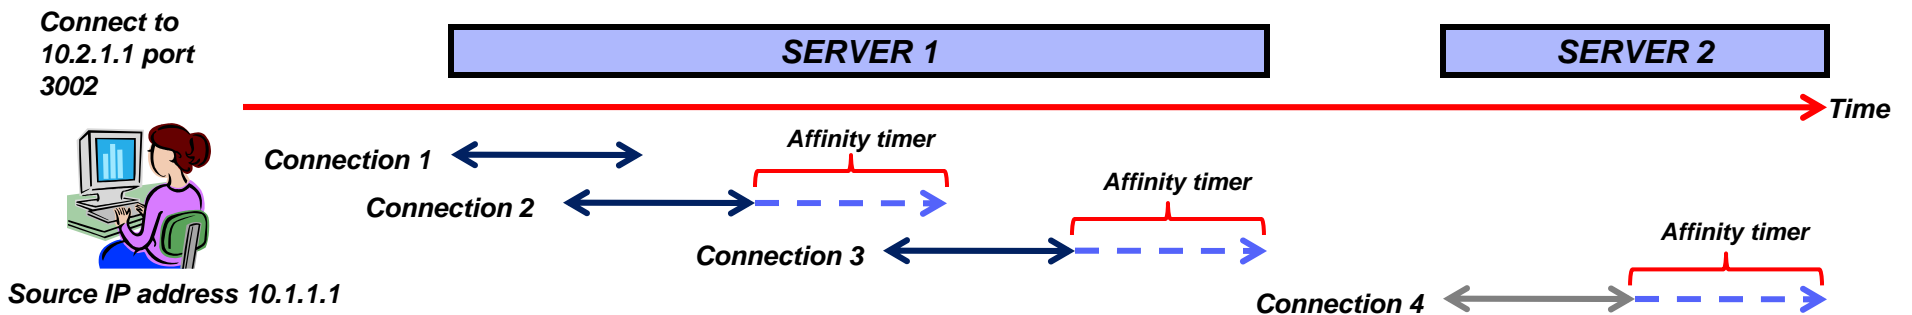 Connect to
10.2.1.1 port
3002
SERVER 1
SERVER 2
Time
Connection 1
Affinity timer
Connection 2
Affinity timer
Connection 3
Affinity timer
Source IP address 10.1.1.1
Connection 4